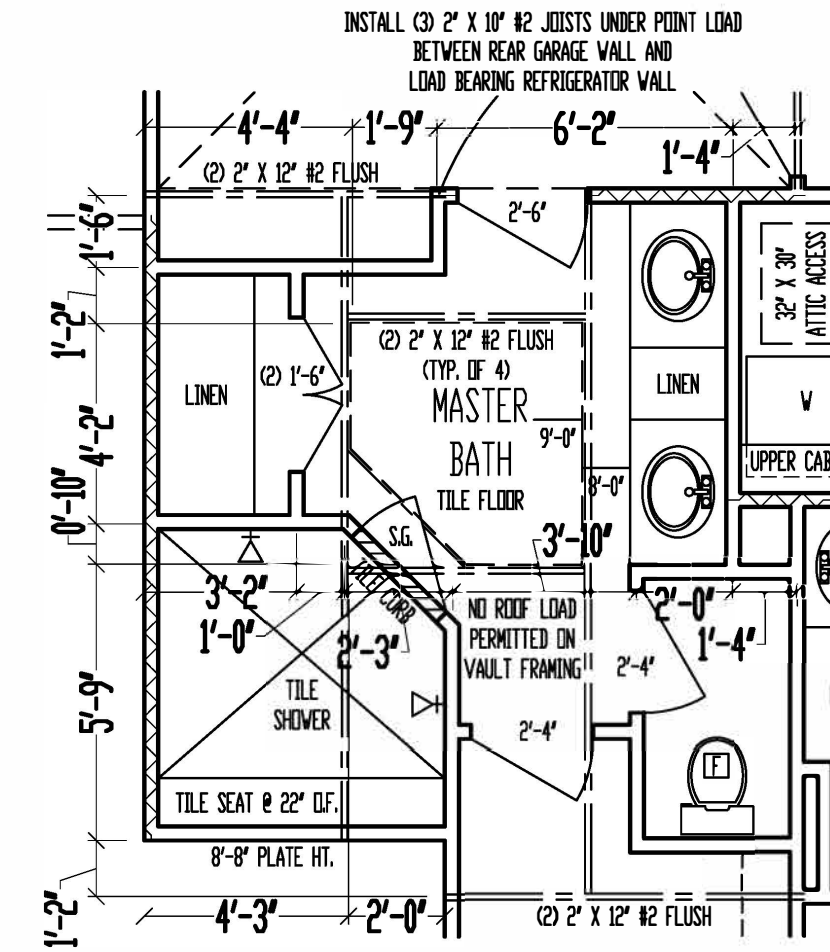 INSTALL (3) 2" X 10" #2 JOISTS UNDER POINT LOAD
BETWEEN REAR GARAGE WALL AND
LOAD BEARING REFRIGERATOR WALL
4'-4"
1'-9"
6'-2"
1'-4"
(2) 2" X 12" #2 FLUSH
1'-6"
2'-6"
32" X 30"
ATTIC ACCESS
1'-2"
(2) 2" X 12" #2 FLUSH
(TYP. OF 4)
LINEN
(2) 1'-6"
MASTER
BATH
TILE FLOOR
9'-0"
LINEN
W
4'-2"
UPPER CAB
8'-0"
0'-10"
S.G.
3'-10"
TILE CURB
3'-2"
1'-0"
2'-3"
NO ROOF LOAD
PERMITTED ON
VAULT FRAMING
2'-0"
1'-4"
2'-4"
5'-9"
TILE
SHOWER
2'-4"
F
TILE SEAT @ 22" O.F.
8'-8" PLATE HT.
1'-2"
4'-3"
2'-0"
(2) 2" X 12" #2 FLUSH